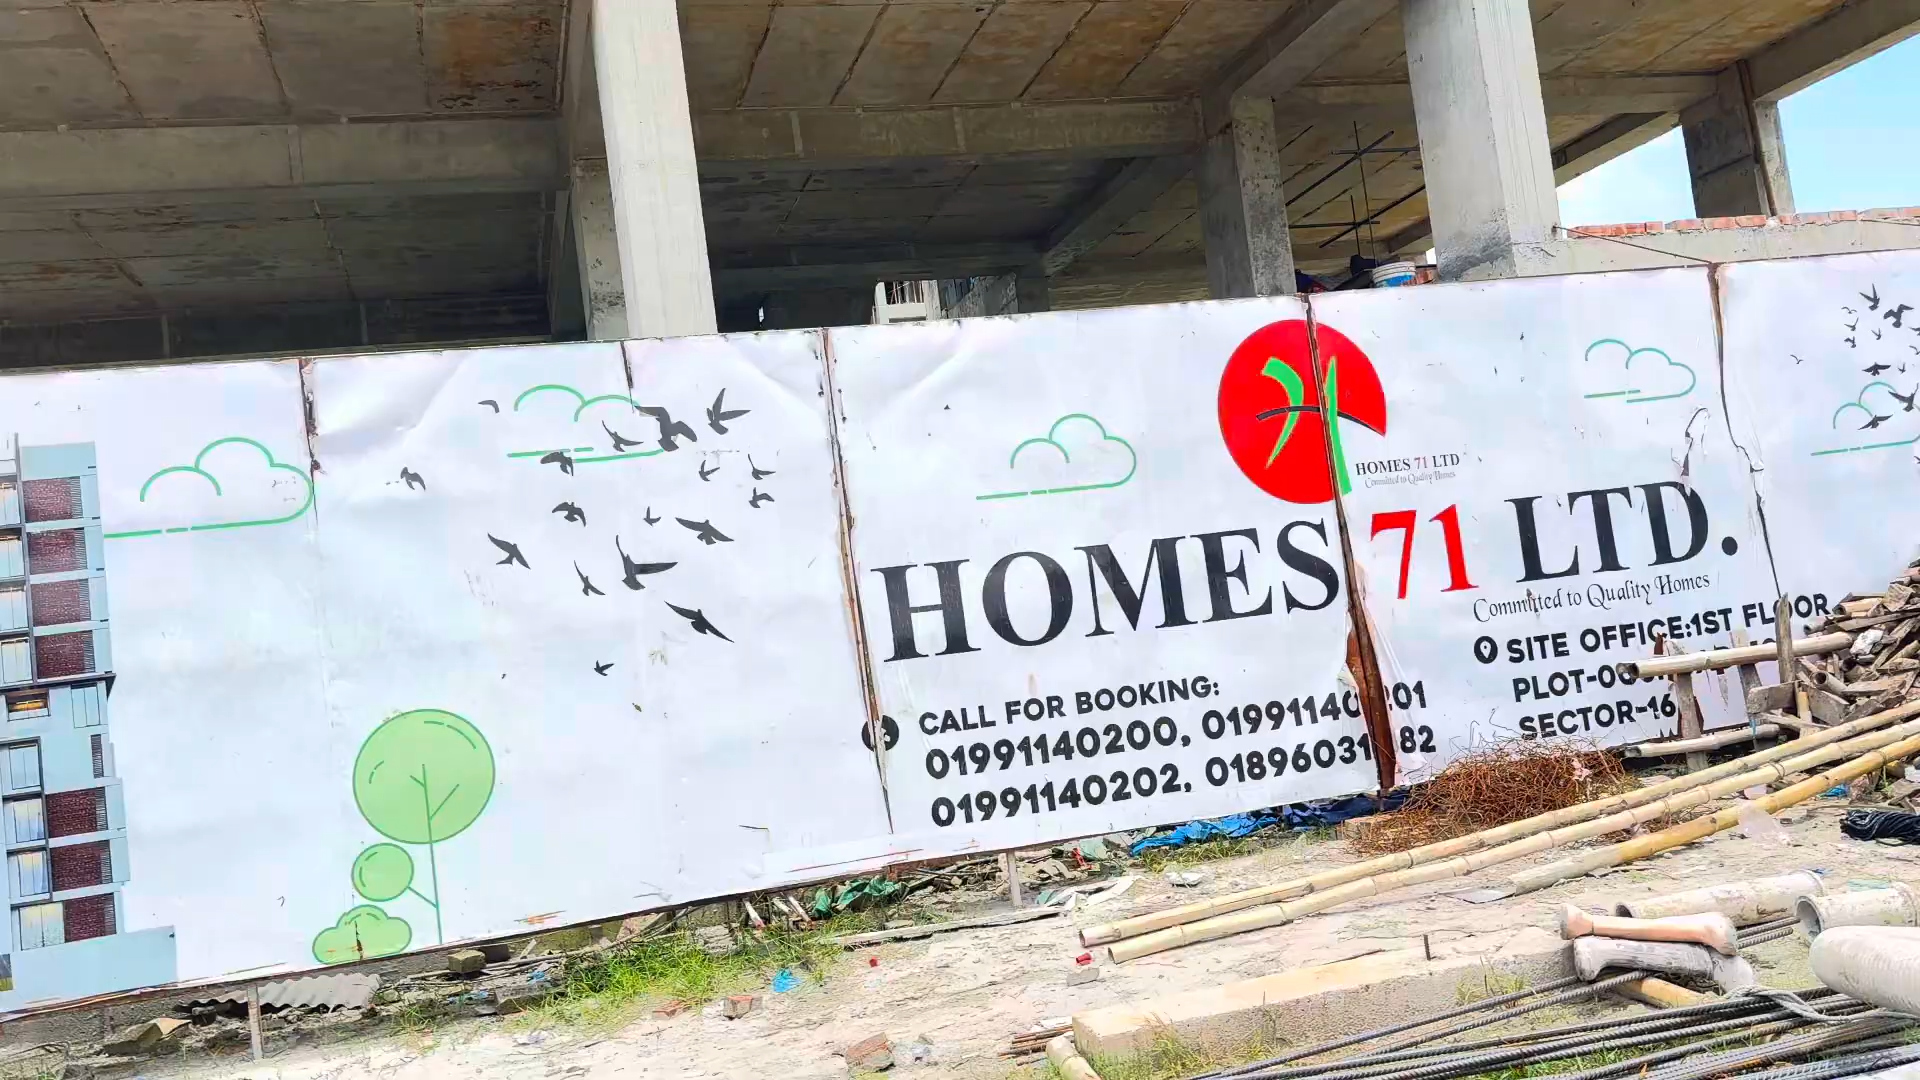 HOMES 71 LTD
Committed to Quality Homes
HOMES 71 LTD.
Committed to Quality Homes
CALL FOR BOOKING:
01991140200,
01991140202,
SITE OFFICE:1ST FLOOR
SECTOR-16